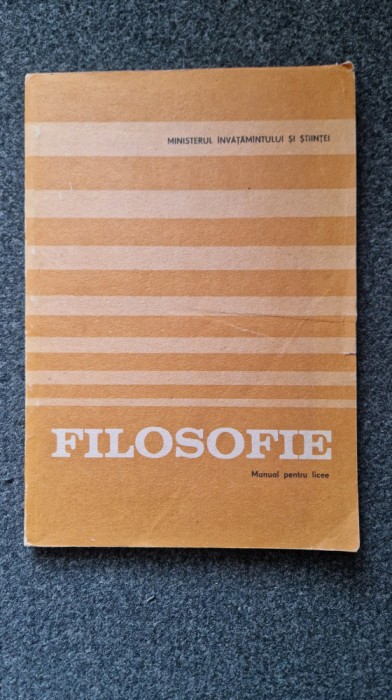 MINISTERUL ÎNVĂȚĂMÎNTULUI ȘI ȘTIINȚEI
FILOSOFIE
Manual pentru licee